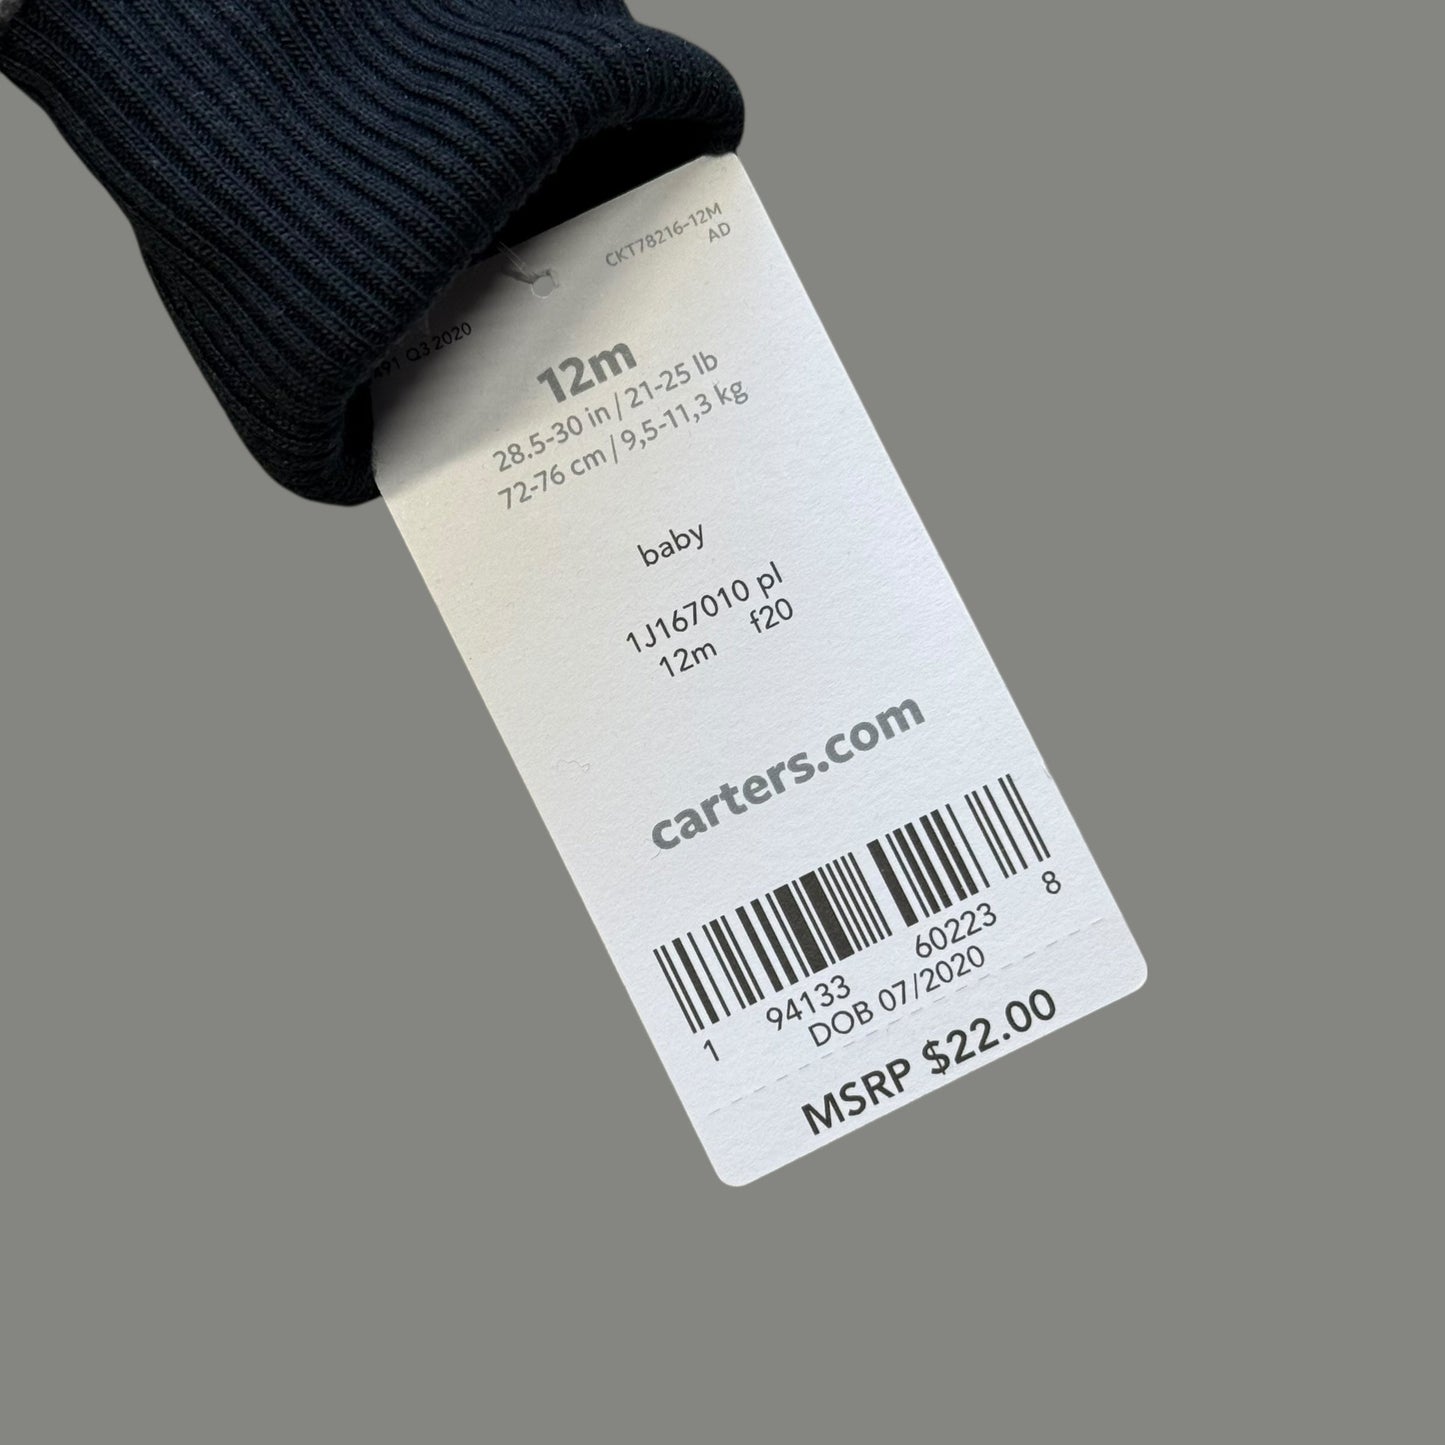 CKT78216-12M
AD
Q3 2020
12m
28.5-30 in / 21-25 lb
72-76 cm / 9,5-11,3 kg
baby
1J167010 pl
12m f20
carters.com
1 94133 60223 8
DOB 07/2020
MSRP $22.00